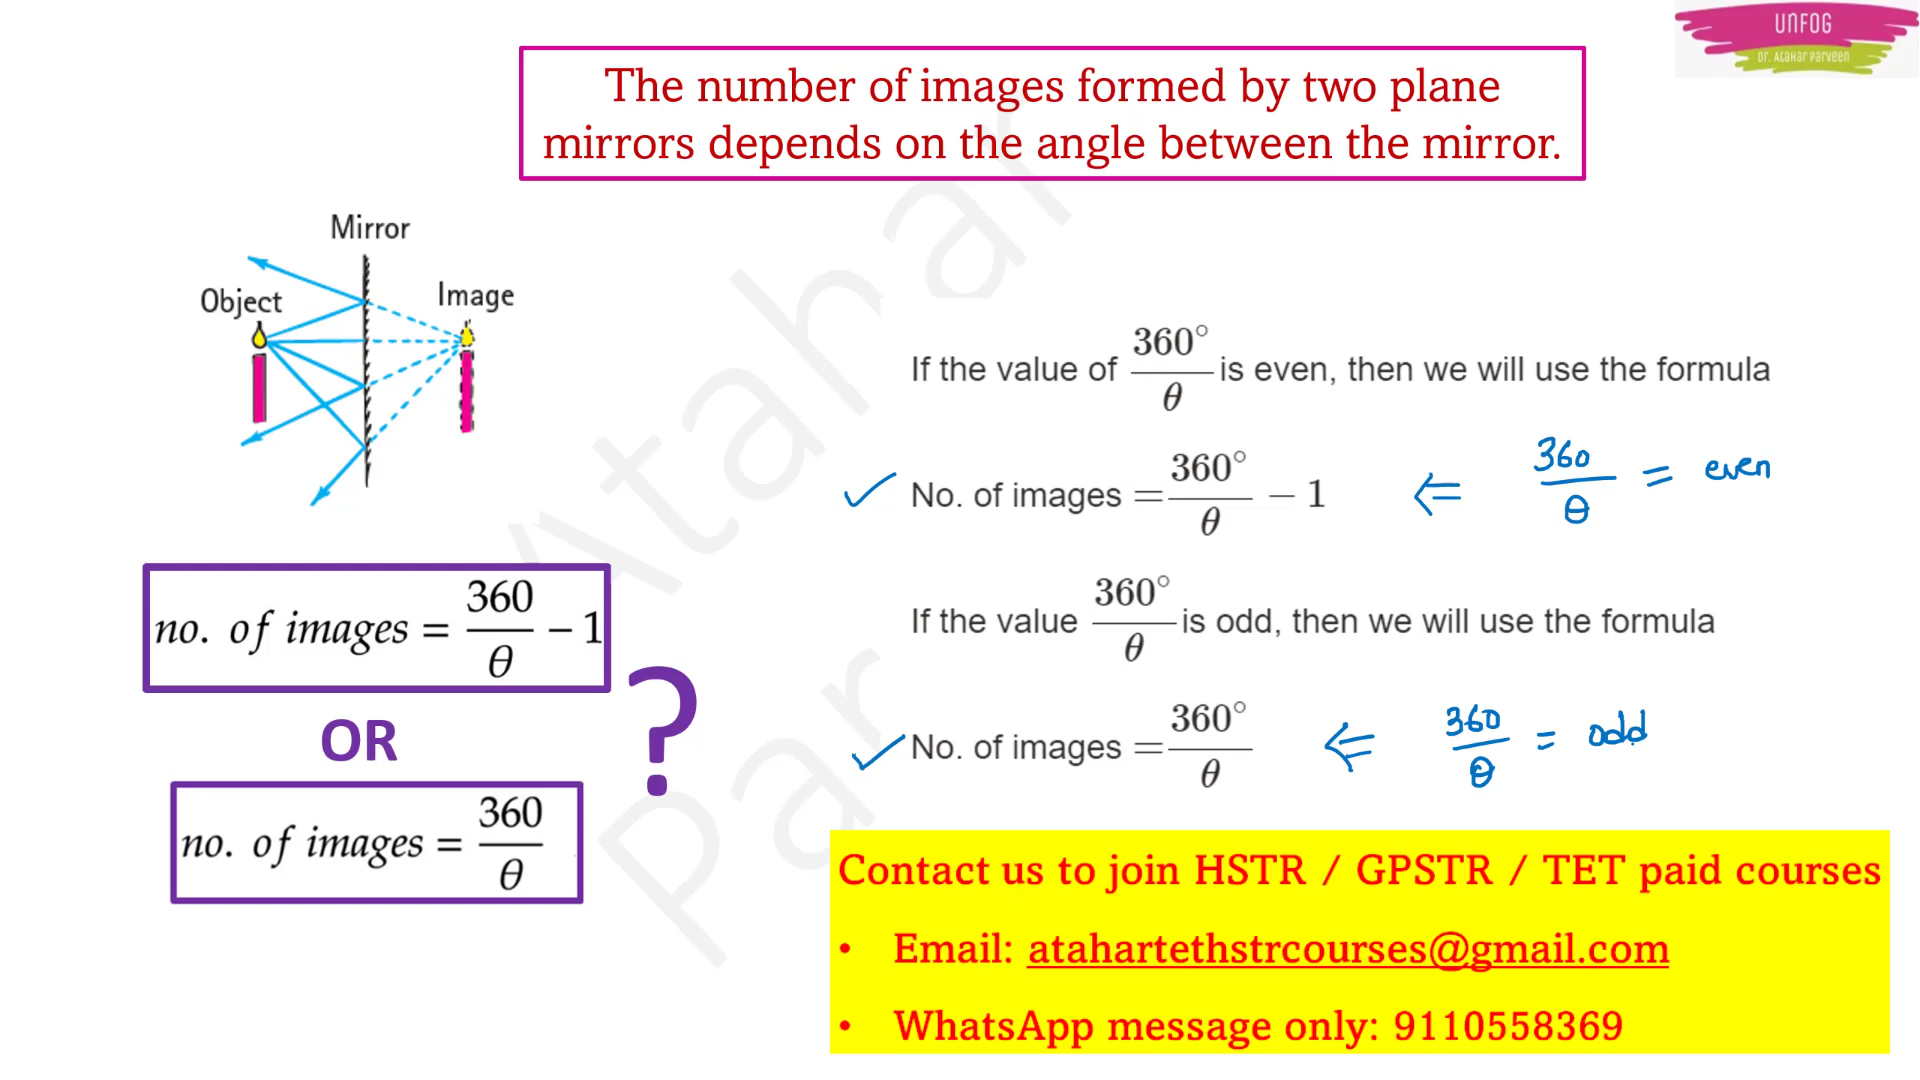 UNFOG
Dr. Atahar Parveen
The number of images formed by two plane
mirrors depends on the angle between the mirror.
Mirror
Object
Image
no. of images = 360/θ − 1
OR
no. of images = 360/θ
?
If the value of 360°/θ is even, then we will use the formula
No. of images = 360°/θ − 1 ⇐ 360/θ = even
If the value 360°/θ is odd, then we will use the formula
No. of images = 360°/θ ⇐ 360/θ = odd
Contact us to join HSTR / GPSTR / TET paid courses
• Email: atahartethstrcourses@gmail.com
• WhatsApp message only: 9110558369
Atahar
Par